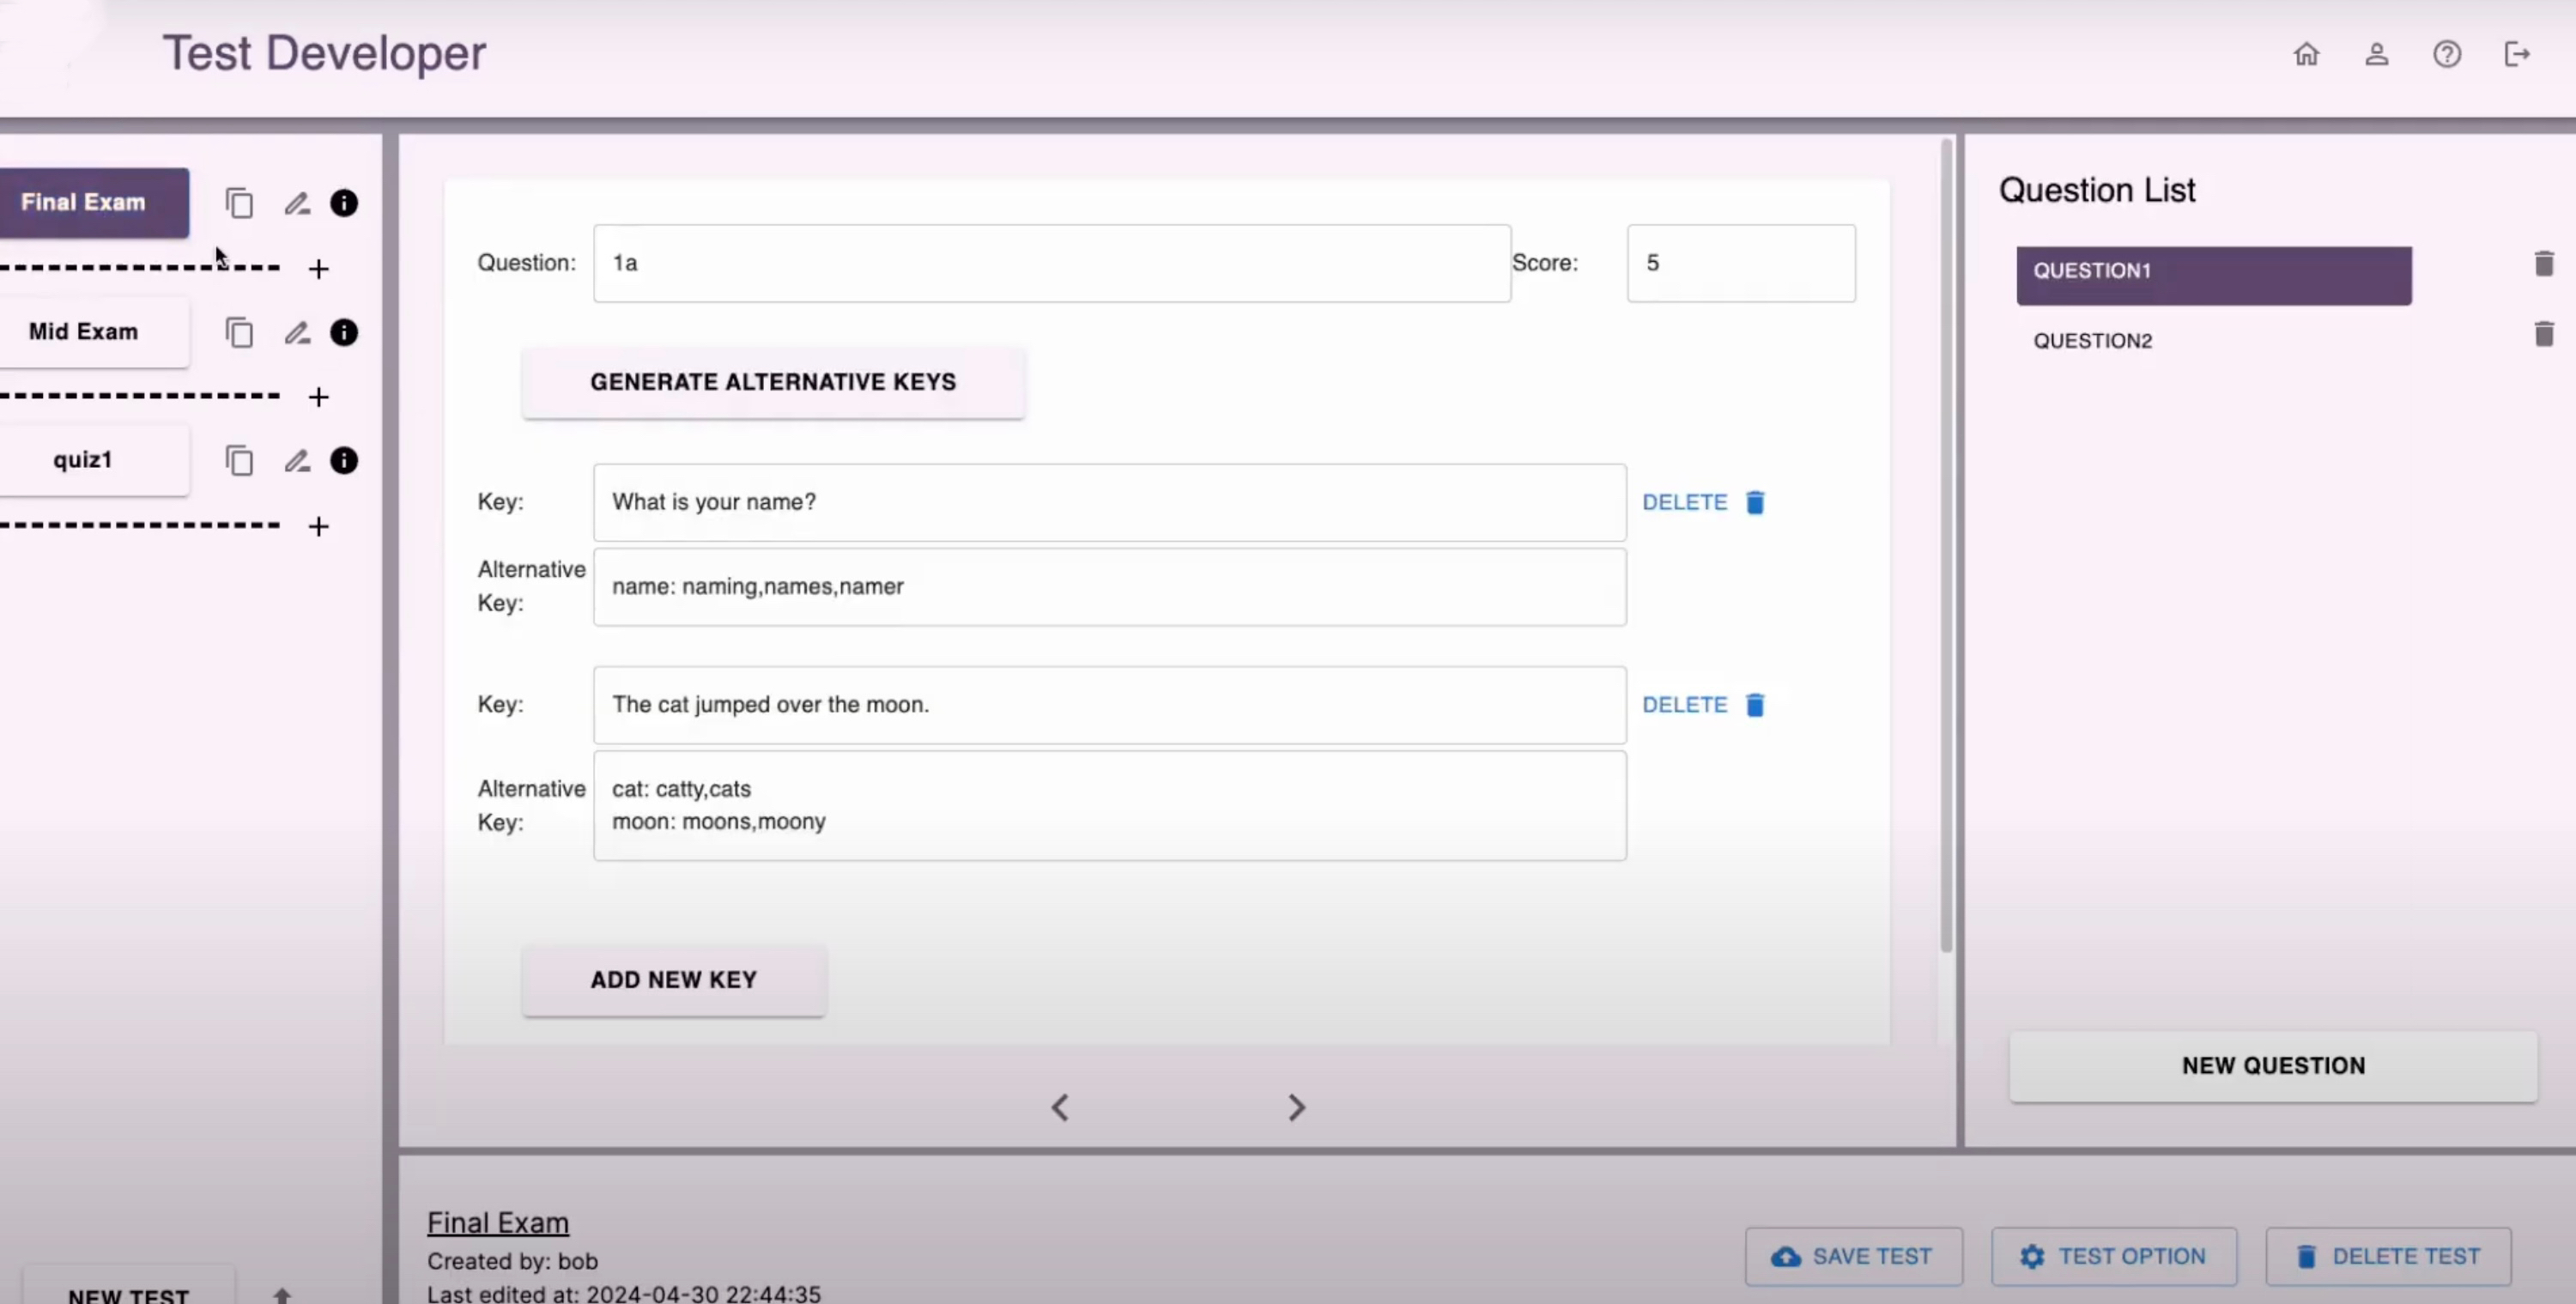 Test Developer
Final Exam
Mid Exam
quiz1
NEW TEST
Question: 1a Score: 5
GENERATE ALTERNATIVE KEYS
Key: What is your name? DELETE
Alternative Key: name: naming,names,namer
Key: The cat jumped over the moon. DELETE
Alternative Key: cat: catty,cats
moon: moons,moony
ADD NEW KEY
Question List
QUESTION1
QUESTION2
NEW QUESTION
Final Exam
Created by: bob
Last edited at: 2024-04-30 22:44:35
SAVE TEST TEST OPTION DELETE TEST